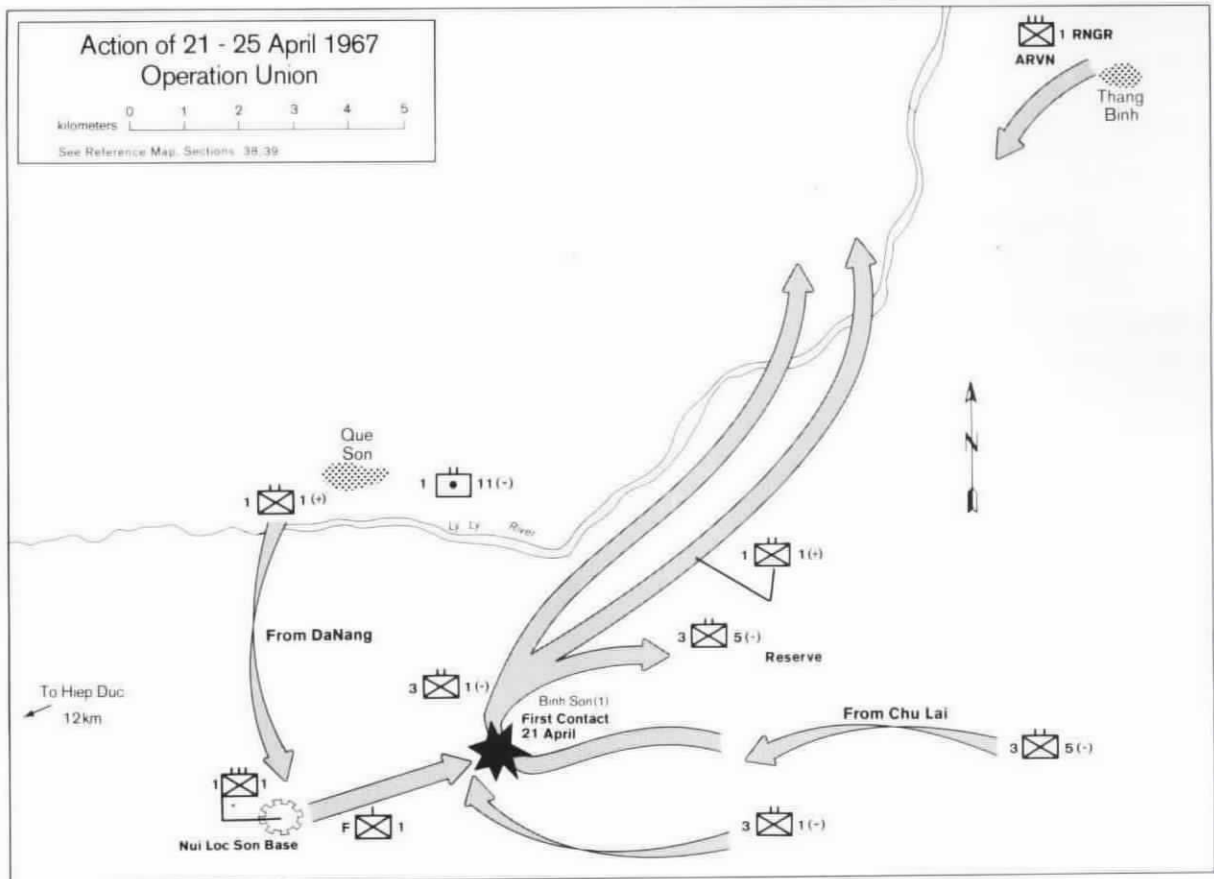 Action of 21 - 25 April 1967
Operation Union
0 1 2 3 4 5
kilometers
See Reference Map, Sections 38,39
1 RNGR
ARVN
Thang
Binh
Que
Son
1 11(-)
1 1(+)
Ly Ly River
N
1 1(+)
From DaNang
3 5(-)
Reserve
3 1(-)
To Hiep Duc
12km
Binh Son(1)
First Contact
21 April
From Chu Lai
3 5(-)
1 1
F 1
3 1(-)
Nui Loc Son Base